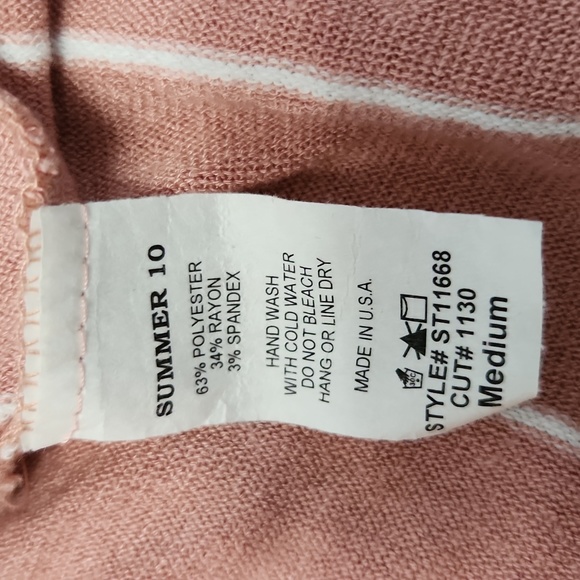 SUMMER 10
63% POLYESTER
34% RAYON
3% SPANDEX
HAND WASH
WITH COLD WATER
DO NOT BLEACH
HANG OR LINE DRY
MADE IN U.S.A.
STYLE# ST11668
CUT# 1130
Medium